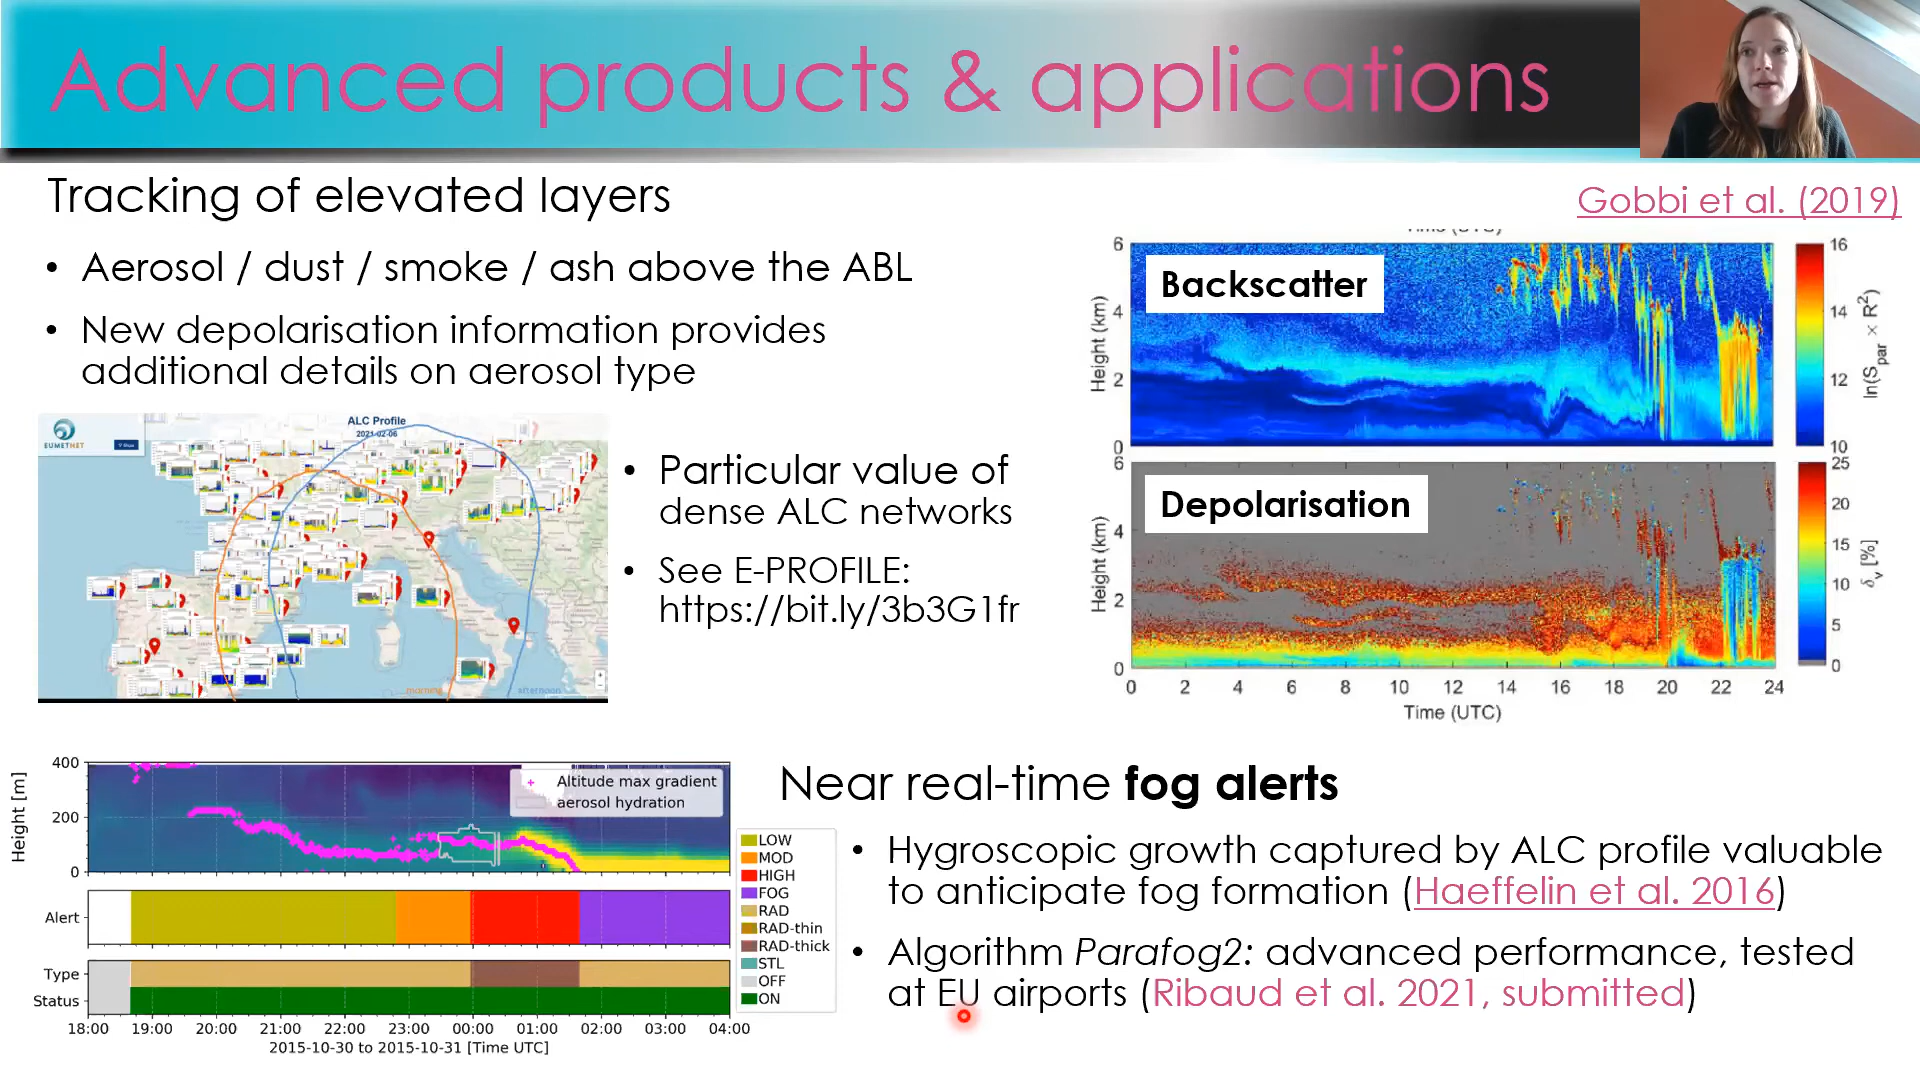 Advanced products & applications
Tracking of elevated layers
• Aerosol / dust / smoke / ash above the ABL
• New depolarisation information provides
additional details on aerosol type
EUMETNET
ALC Profile
2021-02-06
morning
afternoon
• Particular value of
dense ALC networks
• See E-PROFILE:
https://bit.ly/3b3G1fr
Gobbi et al. (2019)
Time (UTC)
Backscatter
Height (km)
6
4
2
0
16
14
12
10
ln(S_par × R²)
Depolarisation
Height (km)
6
4
2
0
25
20
15
10
5
0
δ_v [%]
0 2 4 6 8 10 12 14 16 18 20 22 24
Time (UTC)
Height [m]
400
200
0
Altitude max gradient
aerosol hydration
Alert
Type
Status
LOW
MOD
HIGH
FOG
RAD
RAD-thin
RAD-thick
STL
OFF
ON
18:00 19:00 20:00 21:00 22:00 23:00 00:00 01:00 02:00 03:00 04:00
2015-10-30 to 2015-10-31 [Time UTC]
Near real-time fog alerts
• Hygroscopic growth captured by ALC profile valuable
to anticipate fog formation (Haeffelin et al. 2016)
• Algorithm Parafog2: advanced performance, tested
at EU airports (Ribaud et al. 2021, submitted)